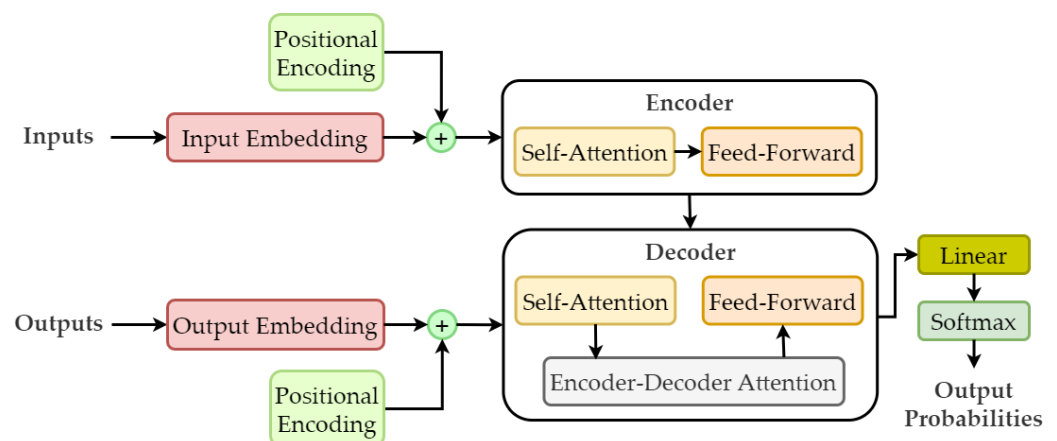 Positional
Encoding
Encoder
Inputs
Input Embedding
+
Self-Attention
Feed-Forward
Decoder
Linear
Self-Attention
Feed-Forward
Outputs
Output Embedding
+
Softmax
Encoder-Decoder Attention
Positional
Encoding
Output
Probabilities